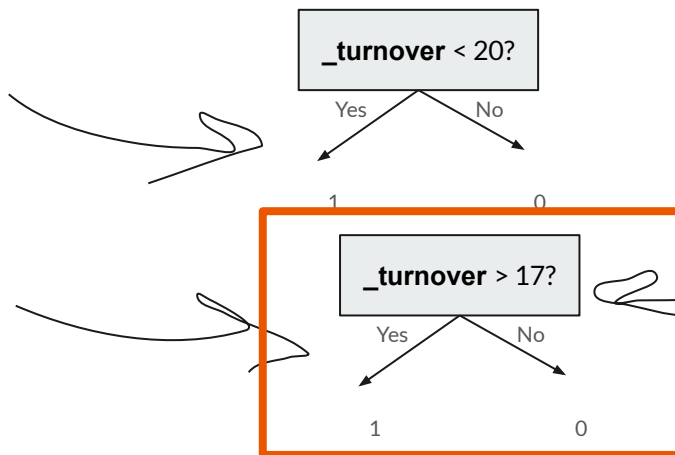 _turnover < 20?
Yes No
1 0
_turnover > 17?
Yes No
1 0